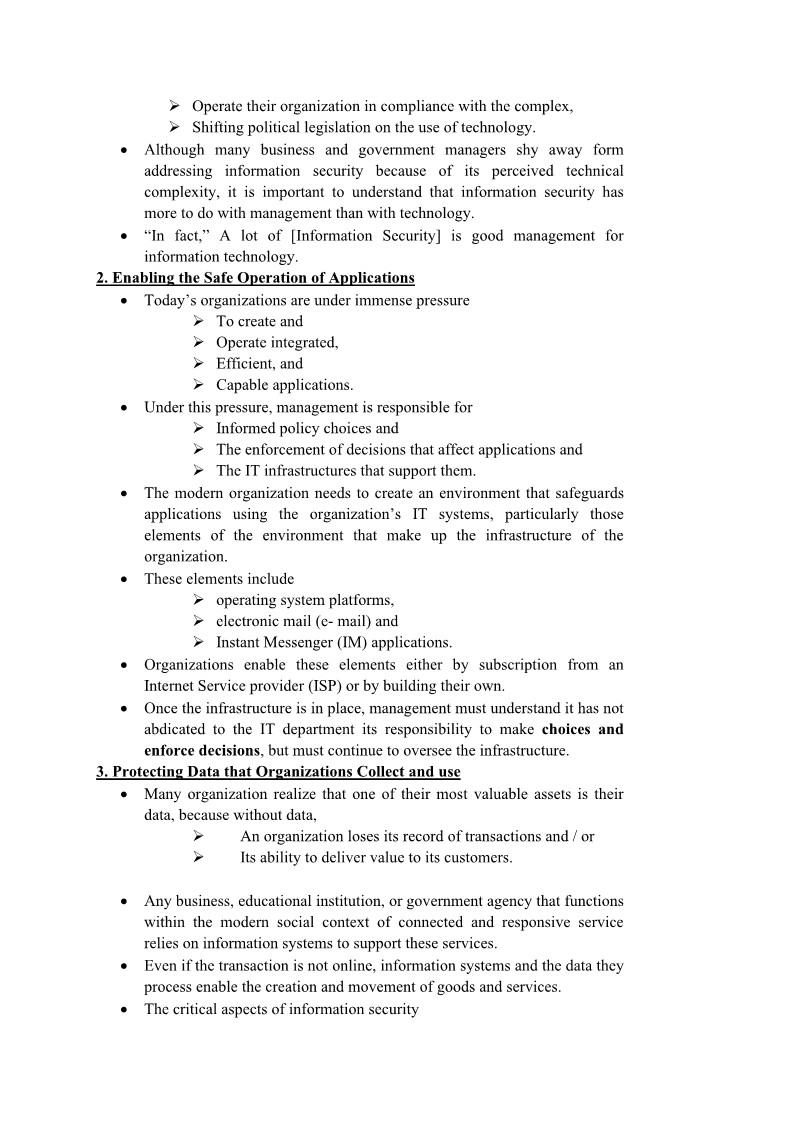 ➢ Operate their organization in compliance with the complex,
➢ Shifting political legislation on the use of technology.
• Although many business and government managers shy away form
addressing information security because of its perceived technical
complexity, it is important to understand that information security has
more to do with management than with technology.
• “In fact,” A lot of [Information Security] is good management for
information technology.
2. Enabling the Safe Operation of Applications
• Today’s organizations are under immense pressure
➢ To create and
➢ Operate integrated,
➢ Efficient, and
➢ Capable applications.
• Under this pressure, management is responsible for
➢ Informed policy choices and
➢ The enforcement of decisions that affect applications and
➢ The IT infrastructures that support them.
• The modern organization needs to create an environment that safeguards
applications using the organization’s IT systems, particularly those
elements of the environment that make up the infrastructure of the
organization.
• These elements include
➢ operating system platforms,
➢ electronic mail (e- mail) and
➢ Instant Messenger (IM) applications.
• Organizations enable these elements either by subscription from an
Internet Service provider (ISP) or by building their own.
• Once the infrastructure is in place, management must understand it has not
abdicated to the IT department its responsibility to make choices and
enforce decisions, but must continue to oversee the infrastructure.
3. Protecting Data that Organizations Collect and use
• Many organization realize that one of their most valuable assets is their
data, because without data,
➢ An organization loses its record of transactions and / or
➢ Its ability to deliver value to its customers.
• Any business, educational institution, or government agency that functions
within the modern social context of connected and responsive service
relies on information systems to support these services.
• Even if the transaction is not online, information systems and the data they
process enable the creation and movement of goods and services.
• The critical aspects of information security